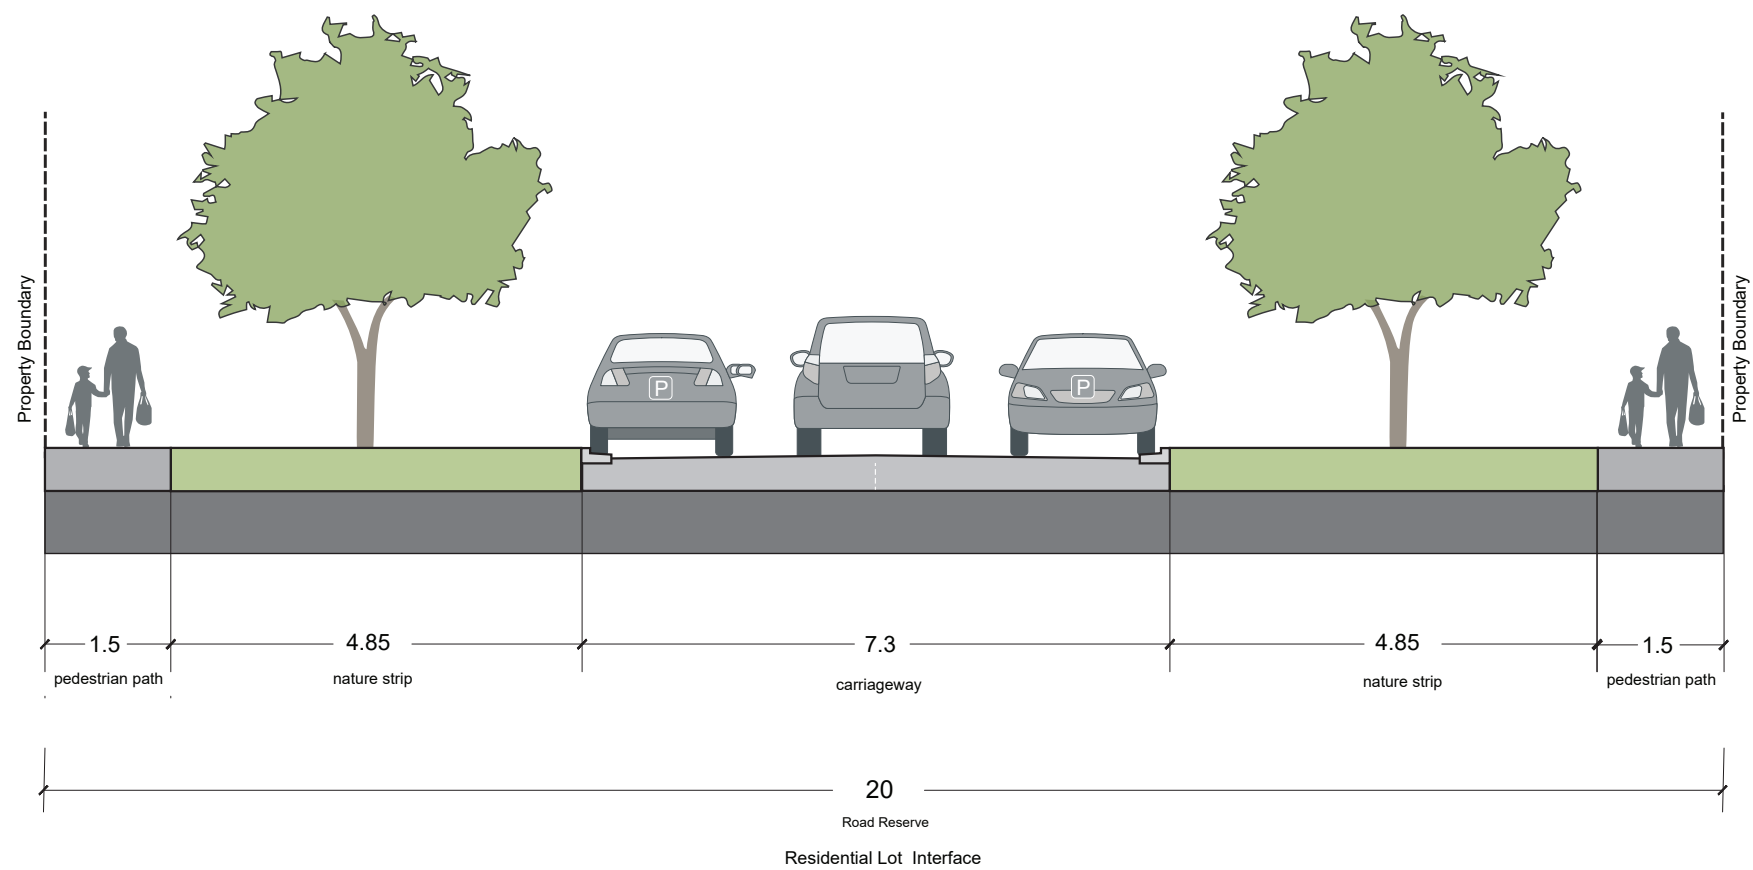 Property Boundary
Property Boundary
P
P
1.5
4.85
7.3
4.85
1.5
pedestrian path
nature strip
carriageway
nature strip
pedestrian path
20
Road Reserve
Residential Lot Interface